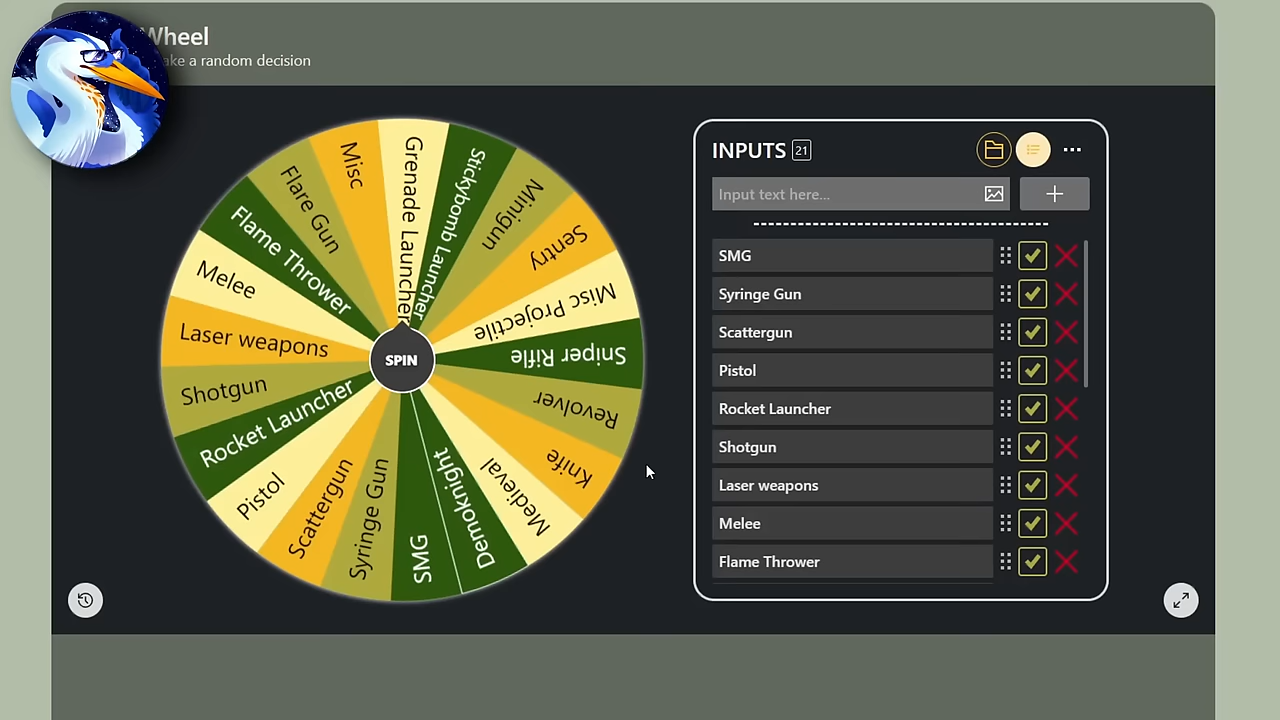 Wheel
ake a random decision
Grenade Launcher
Stickybomb Launcher
Minigun
Sentry
Misc Projectile
Sniper Rifle
Revolver
Knife
Medieval
Demoknight
SMG
Syringe Gun
Scattergun
Pistol
Rocket Launcher
Shotgun
Laser weapons
Melee
Flame Thrower
Flare Gun
Misc
SPIN
INPUTS 21
Input text here...
SMG
Syringe Gun
Scattergun
Pistol
Rocket Launcher
Shotgun
Laser weapons
Melee
Flame Thrower